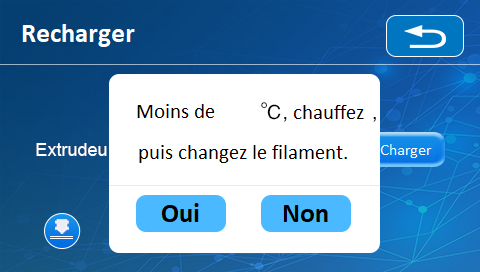 Recharger
Moins de ℃, chauffez ,
Extrudeu
puis changez le filament.
Charger
Oui Non